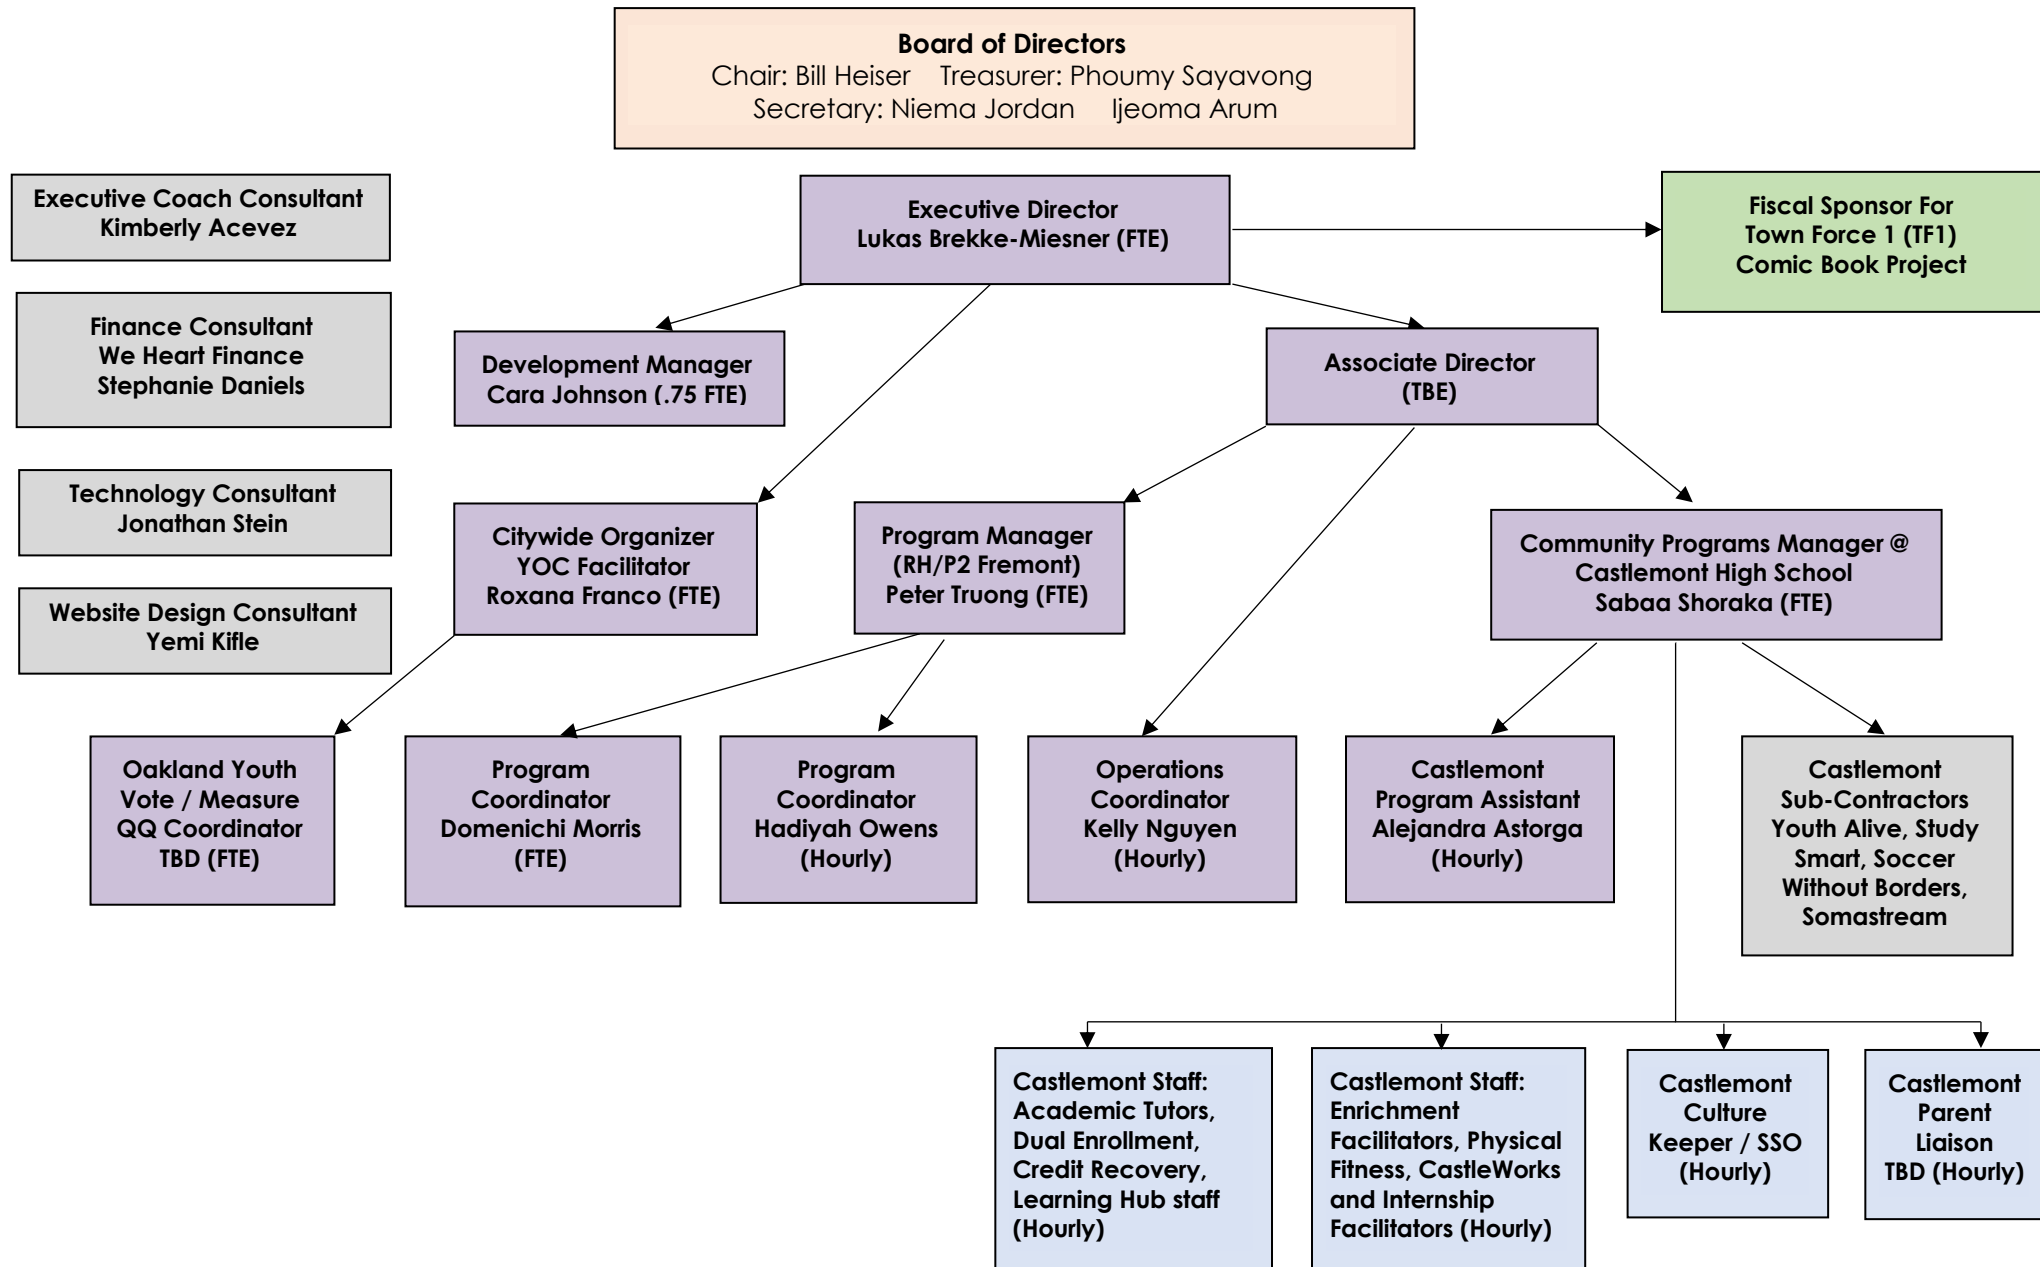 Board of Directors
Chair: Bill Heiser Treasurer: Phoumy Sayavong
Secretary: Niema Jordan Ijeoma Arum
Executive Coach Consultant
Kimberly Acevez
Executive Director
Lukas Brekke-Miesner (FTE)
Fiscal Sponsor For
Town Force 1 (TF1)
Comic Book Project
Finance Consultant
We Heart Finance
Stephanie Daniels
Development Manager
Cara Johnson (.75 FTE)
Associate Director
(TBE)
Technology Consultant
Jonathan Stein
Citywide Organizer
YOC Facilitator
Roxana Franco (FTE)
Program Manager
(RH/P2 Fremont)
Peter Truong (FTE)
Community Programs Manager @
Castlemont High School
Sabaa Shoraka (FTE)
Website Design Consultant
Yemi Kifle
Oakland Youth
Vote / Measure
QQ Coordinator
TBD (FTE)
Program
Coordinator
Domenichi Morris
(FTE)
Program
Coordinator
Hadiyah Owens
(Hourly)
Operations
Coordinator
Kelly Nguyen
(Hourly)
Castlemont
Program Assistant
Alejandra Astorga
(Hourly)
Castlemont
Sub-Contractors
Youth Alive, Study
Smart, Soccer
Without Borders,
Somastream
Castlemont Staff:
Academic Tutors,
Dual Enrollment,
Credit Recovery,
Learning Hub staff
(Hourly)
Castlemont Staff:
Enrichment
Facilitators, Physical
Fitness, CastleWorks
and Internship
Facilitators (Hourly)
Castlemont
Culture
Keeper / SSO
(Hourly)
Castlemont
Parent
Liaison
TBD (Hourly)